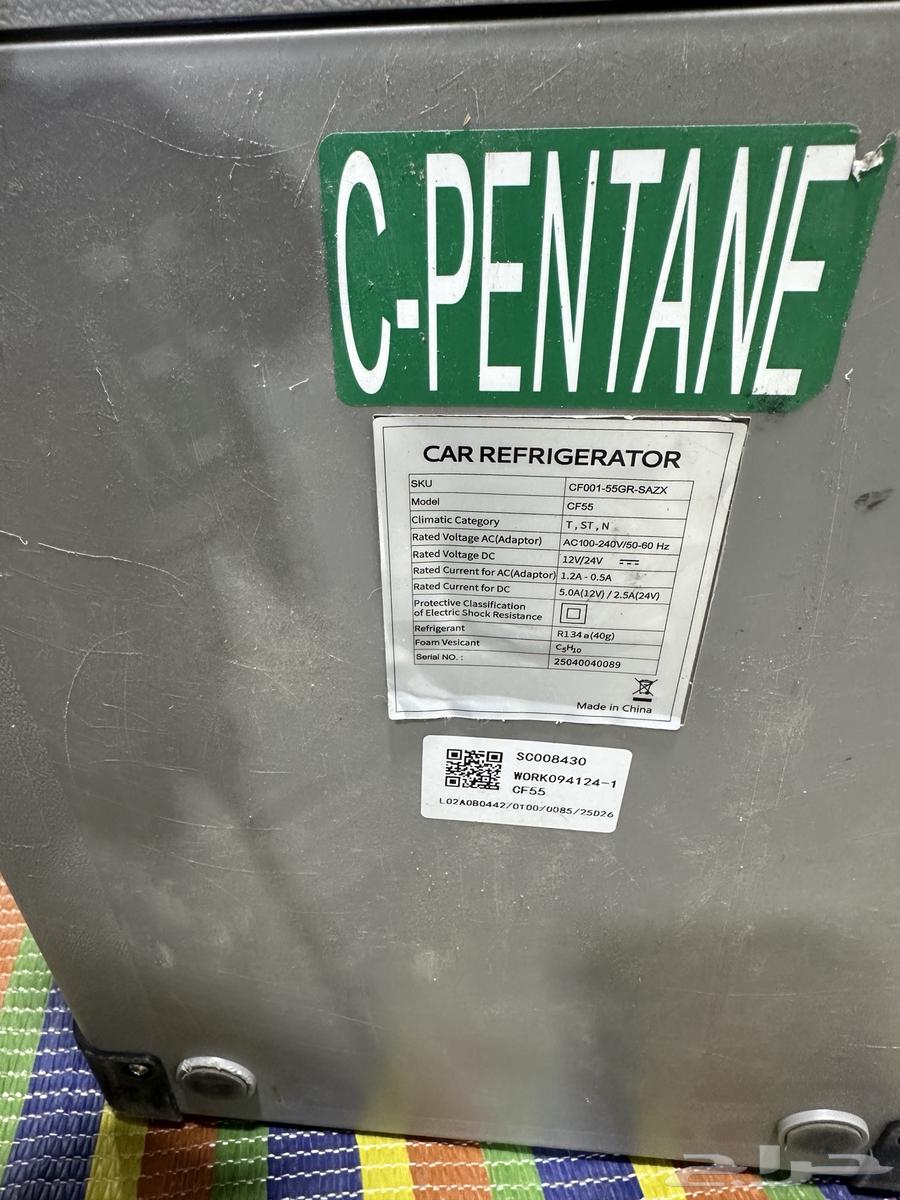 C-PENTANE
CAR REFRIGERATOR
SKU CF001-55GR-SAZX
Model CF55
Climatic Category T , ST , N
Rated Voltage AC(Adaptor) AC100-240V/50-60 Hz
Rated Voltage DC 12V/24V
Rated Current for AC(Adaptor) 1.2A - 0.5A
Rated Current for DC 5.0A(12V) / 2.5A(24V)
Protective Classification
of Electric Shock Resistance
Refrigerant R134a(40g)
Foam Vesicant C₅H₁₀
Serial NO. : 25040040089
Made in China
SC008430
WORK094124-1
CF55
L02A0B0442/0100/0085/25D26
حراج